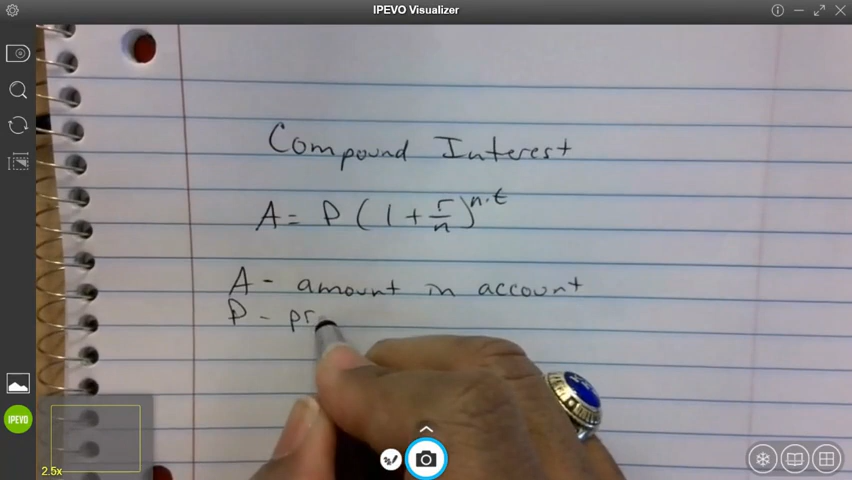 IPEVO Visualizer
Compound Interest
A = P (1 + r/n)^n·t
A - amount in account
P - pr
IPEVO
2.5x